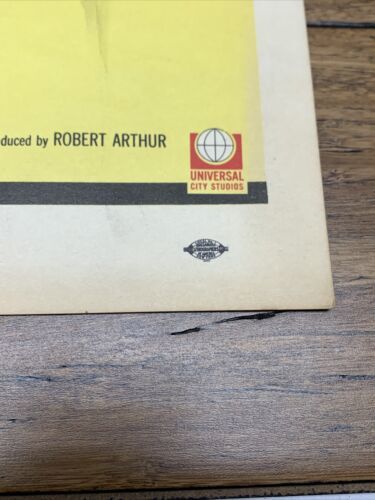 duced by ROBERT ARTHUR
UNIVERSAL
CITY STUDIOS